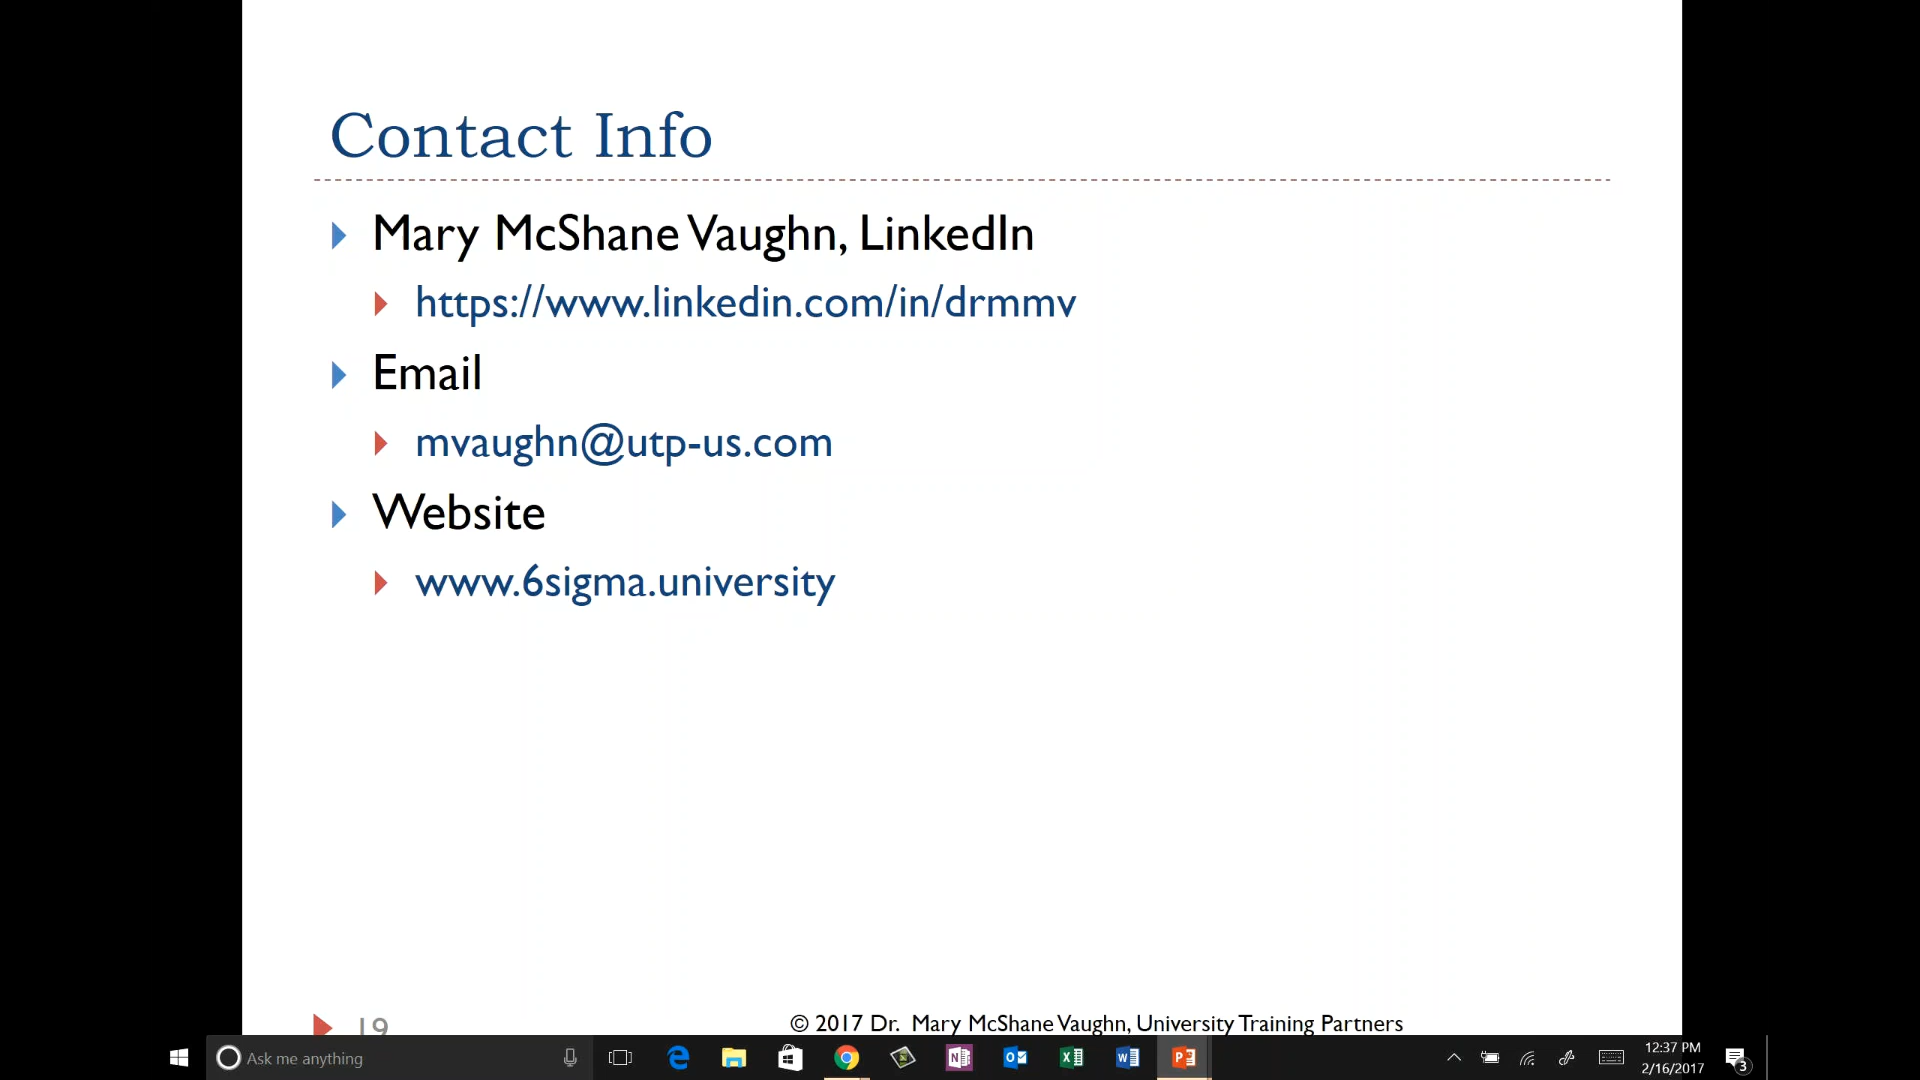 Contact Info
Mary McShane Vaughn, LinkedIn
https://www.linkedin.com/in/drmmv
Email
mvaughn@utp-us.com
Website
www.6sigma.university
19
© 2017 Dr. Mary McShane Vaughn, University Training Partners
Ask me anything
12:37 PM
2/16/2017
3